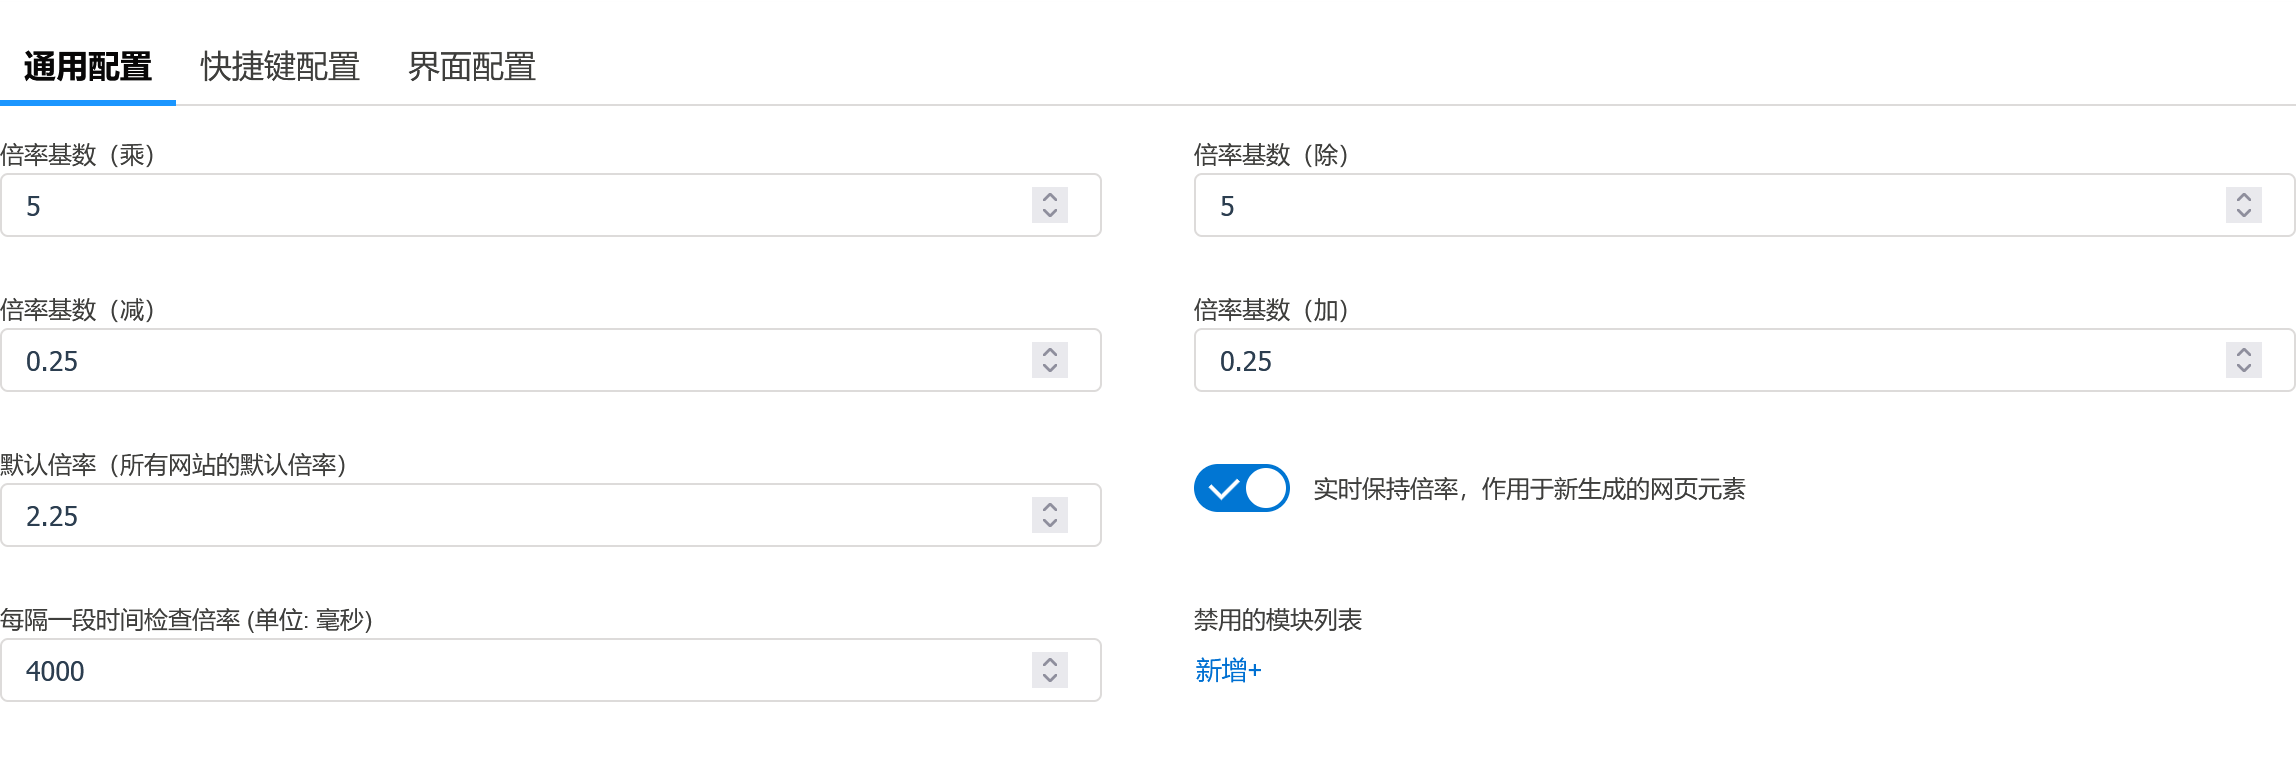 通用配置 快捷键配置 界面配置
倍率基数（乘） 倍率基数（除）
5 5
倍率基数（减） 倍率基数（加）
0.25 0.25
默认倍率（所有网站的默认倍率）
2.25 实时保持倍率，作用于新生成的网页元素
每隔一段时间检查倍率 (单位: 毫秒) 禁用的模块列表
4000 新增+